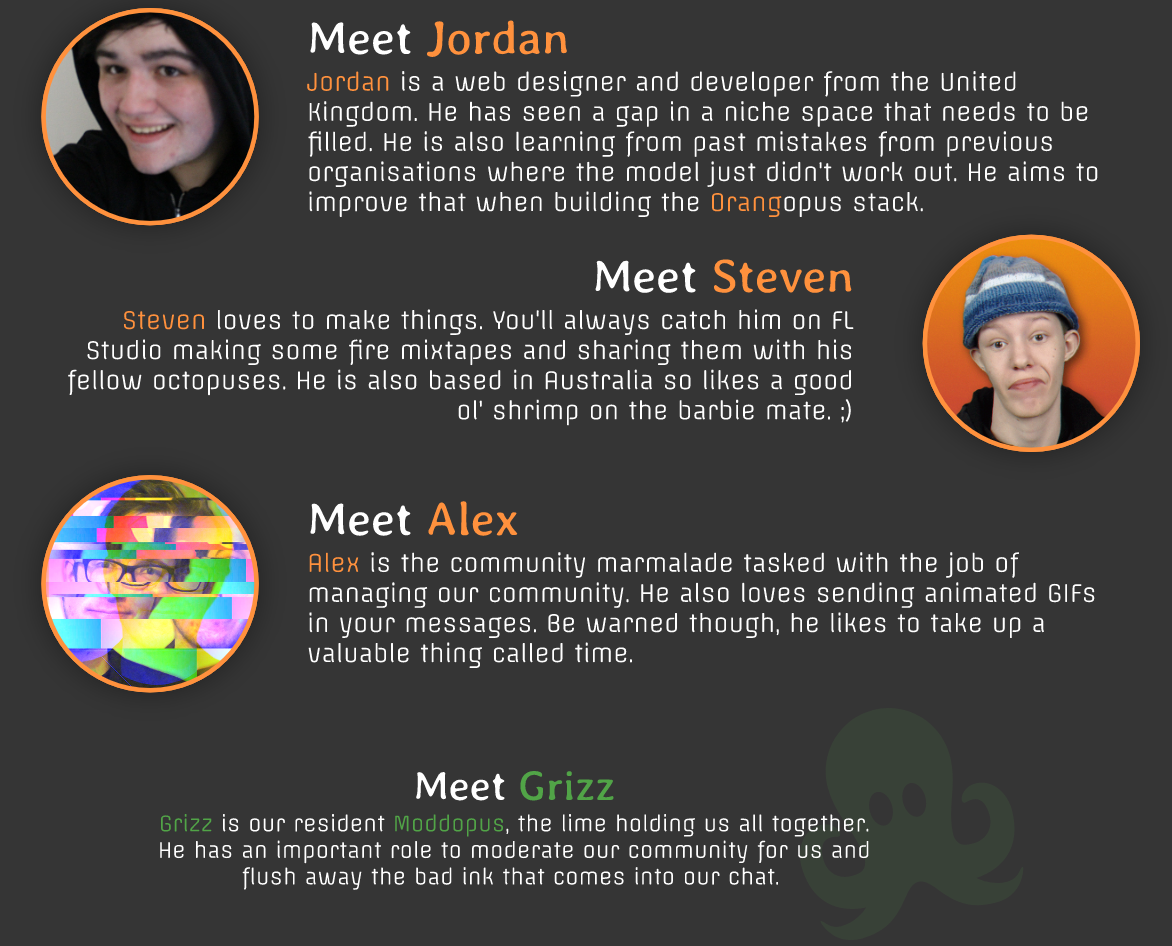 Meet Jordan
Jordan is a web designer and developer from the United
Kingdom. He has seen a gap in a niche space that needs to be
filled. He is also learning from past mistakes from previous
organisations where the model just didn't work out. He aims to
improve that when building the Orangopus stack.
Meet Steven
Steven loves to make things. You'll always catch him on FL
Studio making some fire mixtapes and sharing them with his
fellow octopuses. He is also based in Australia so likes a good
ol' shrimp on the barbie mate. ;)
Meet Alex
Alex is the community marmalade tasked with the job of
managing our community. He also loves sending animated GIFs
in your messages. Be warned though, he likes to take up a
valuable thing called time.
Meet Grizz
Grizz is our resident Moddopus, the lime holding us all together.
He has an important role to moderate our community for us and
flush away the bad ink that comes into our chat.